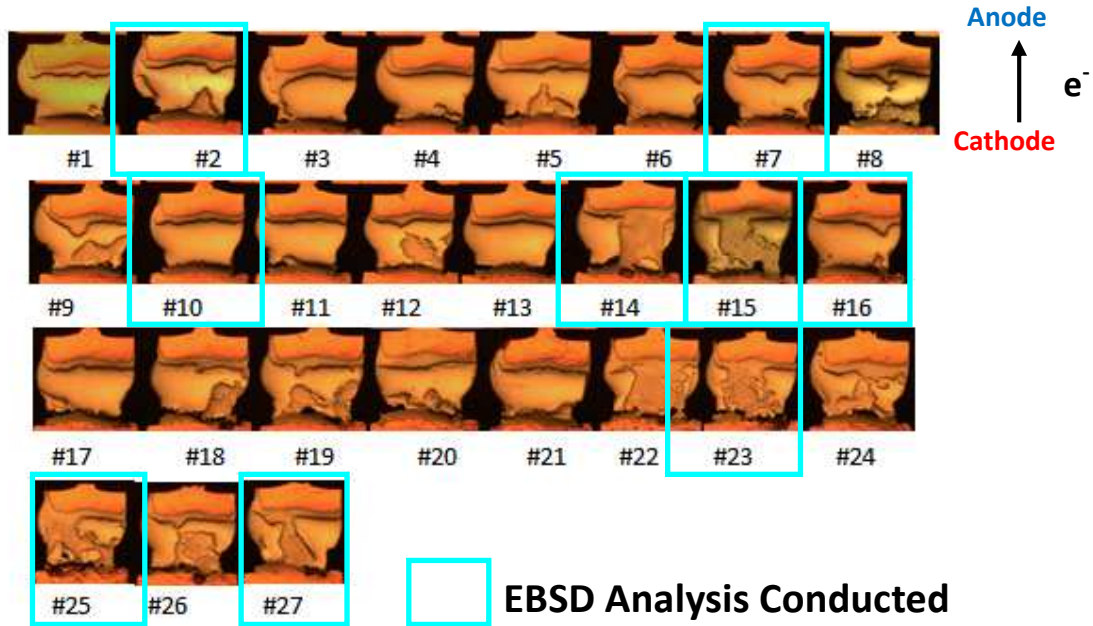 Anode
e-
Cathode
#1 #2 #3 #4 #5 #6 #7 #8
#9 #10 #11 #12 #13 #14 #15 #16
#17 #18 #19 #20 #21 #22 #23 #24
#25 #26 #27
EBSD Analysis Conducted